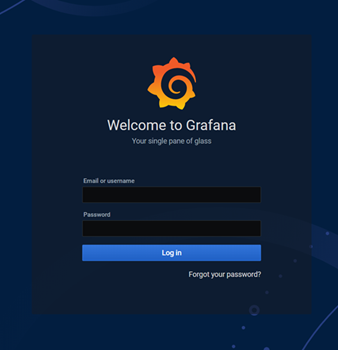 Welcome to Grafana
Your single pane of glass
Email or username
Password
Log in
Forgot your password?